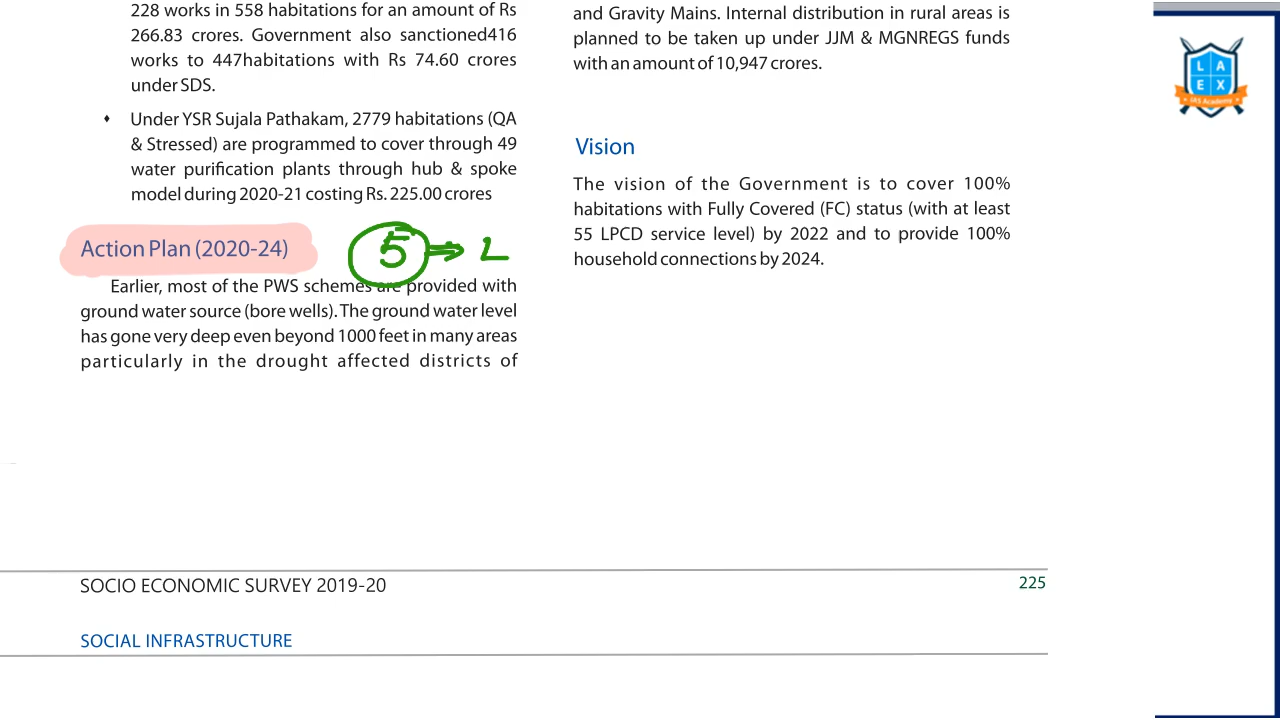 228 works in 558 habitations for an amount of Rs
266.83 crores. Government also sanctioned416
works to 447habitations with Rs 74.60 crores
under SDS.
♦ Under YSR Sujala Pathakam, 2779 habitations (QA
& Stressed) are programmed to cover through 49
water purification plants through hub & spoke
model during 2020-21 costing Rs. 225.00 crores
Action Plan (2020-24)
5 ⇒ L
Earlier, most of the PWS schemes are provided with
ground water source (bore wells). The ground water level
has gone very deep even beyond 1000 feet in many areas
particularly in the drought affected districts of
and Gravity Mains. Internal distribution in rural areas is
planned to be taken up under JJM & MGNREGS funds
with an amount of 10,947 crores.
Vision
The vision of the Government is to cover 100%
habitations with Fully Covered (FC) status (with at least
55 LPCD service level) by 2022 and to provide 100%
household connections by 2024.
L A
E X
IAS Academy
SOCIO ECONOMIC SURVEY 2019-20
225
SOCIAL INFRASTRUCTURE